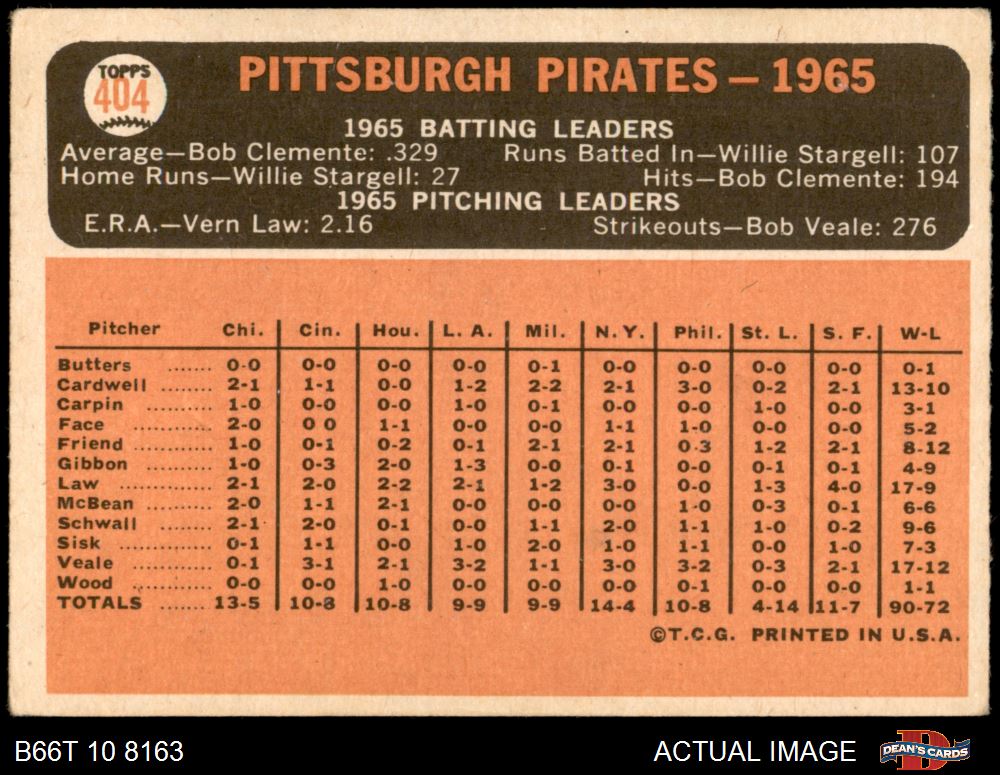 TOPPS
404
PITTSBURGH PIRATES — 1965
1965 BATTING LEADERS
Average—Bob Clemente: .329 Runs Batted In—Willie Stargell: 107
Home Runs—Willie Stargell: 27 Hits—Bob Clemente: 194
1965 PITCHING LEADERS
E.R.A.—Vern Law: 2.16 Strikeouts—Bob Veale: 276
Pitcher Chi. Cin. Hou. L. A. Mil. N. Y. Phil. St. L. S. F. W-L
Butters ....... 0-0 0-0 0-0 0-0 0-1 0-0 0-0 0-0 0-0 0-1
Cardwell ........ 2-1 1-1 0-0 1-2 2-2 2-1 3-0 0-2 2-1 13-10
Carpin .......... 1-0 0-0 0-0 1-0 0-1 0-0 0-0 1-0 0-0 3-1
Face ............ 2-0 0 0 1-1 0-0 0-0 1-1 1-0 0-0 0-0 5-2
Friend .......... 1-0 0-1 0-2 0-1 2-1 2-1 0-3 1-2 2-1 8-12
Gibbon .......... 1-0 0-3 2-0 1-3 0-0 0-1 0-0 0-1 0-1 4-9
Law .............. 2-1 2-0 2-2 2-1 1-2 3-0 0-0 1-3 4-0 17-9
McBean ......... 2-0 1-1 2-1 0-0 0-0 0-0 1-0 0-3 0-1 6-6
Schwall ......... 2-1 2-0 0-1 0-0 1-1 2-0 1-1 1-0 0-2 9-6
Sisk .............. 0-1 1-1 0-0 1-0 2-0 1-0 1-1 0-0 1-0 7-3
Veale ............ 0-1 3-1 2-1 3-2 1-1 3-0 3-2 0-3 2-1 17-12
Wood ............ 0-0 0-0 1-0 0-0 0-0 0-0 0-1 0-0 0-0 1-1
TOTALS ....... 13-5 10-8 10-8 9-9 9-9 14-4 10-8 4-14 11-7 90-72
©T.C.G. PRINTED IN U.S.A.
B66T 10 8163 ACTUAL IMAGE DEAN'S CARDS